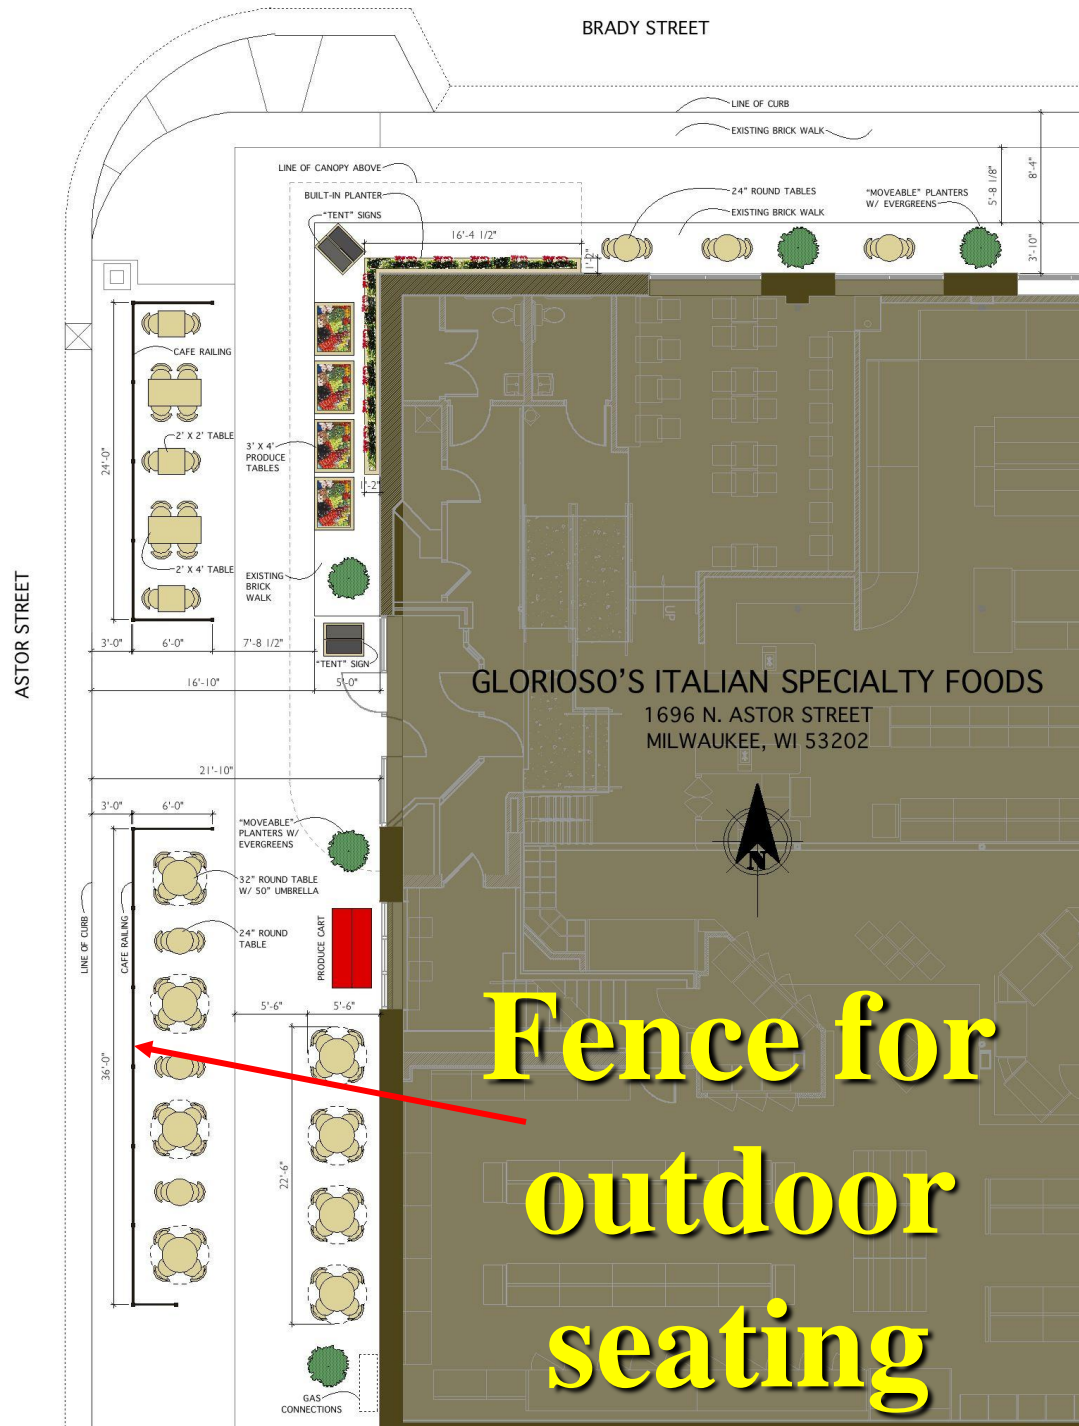 BRADY STREET
LINE OF CURB
EXISTING BRICK WALK
LINE OF CANOPY ABOVE
BUILT-IN PLANTER
"TENT" SIGNS
24" ROUND TABLES
EXISTING BRICK WALK
"MOVEABLE" PLANTERS
W/ EVERGREENS
5'-8 1/8"
8'-4"
3'-10"
16'-4 1/2"
1'-2"
CAFE RAILING
2' X 2' TABLE
3' X 4'
PRODUCE
TABLES
24'-0"
1'-2"
2' X 4' TABLE
EXISTING
BRICK
WALK
ASTOR STREET
3'-0"
6'-0"
7'-8 1/2"
"TENT" SIGN
16'-10"
5'-0"
UP
GLORIOSO'S ITALIAN SPECIALTY FOODS
1696 N. ASTOR STREET
MILWAUKEE, WI 53202
N
21'-10"
3'-0"
6'-0"
"MOVEABLE"
PLANTERS W/
EVERGREENS
32" ROUND TABLE
W/ 50" UMBRELLA
LINE OF CURB
CAFE RAILING
24" ROUND
TABLE
PRODUCE CART
5'-6"
5'-6"
36'-0"
22'-6"
Fence for
outdoor
seating
GAS
CONNECTIONS